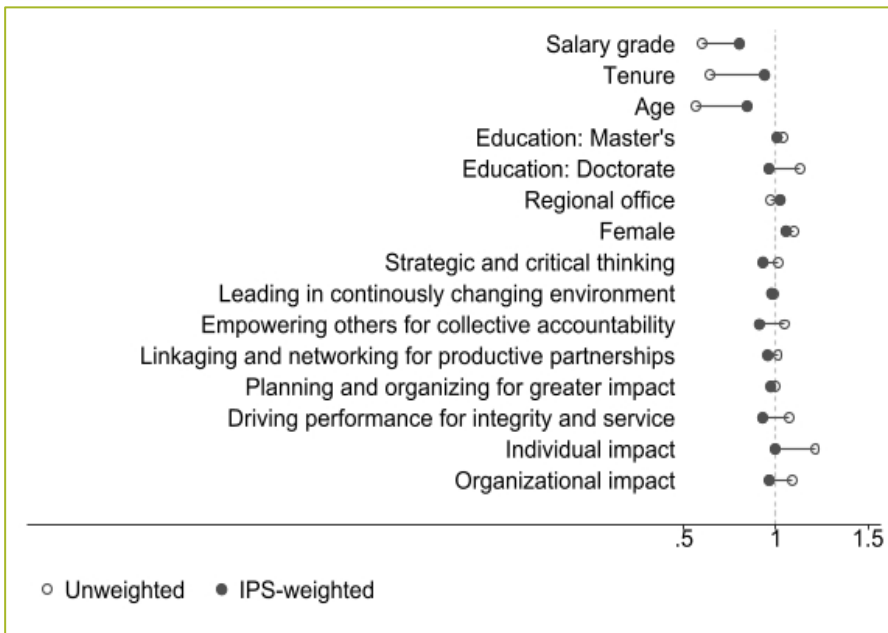 Salary grade
Tenure
Age
Education: Master's
Education: Doctorate
Regional office
Female
Strategic and critical thinking
Leading in continously changing environment
Empowering others for collective accountability
Linkaging and networking for productive partnerships
Planning and organizing for greater impact
Driving performance for integrity and service
Individual impact
Organizational impact
.5 1 1.5
Unweighted IPS-weighted